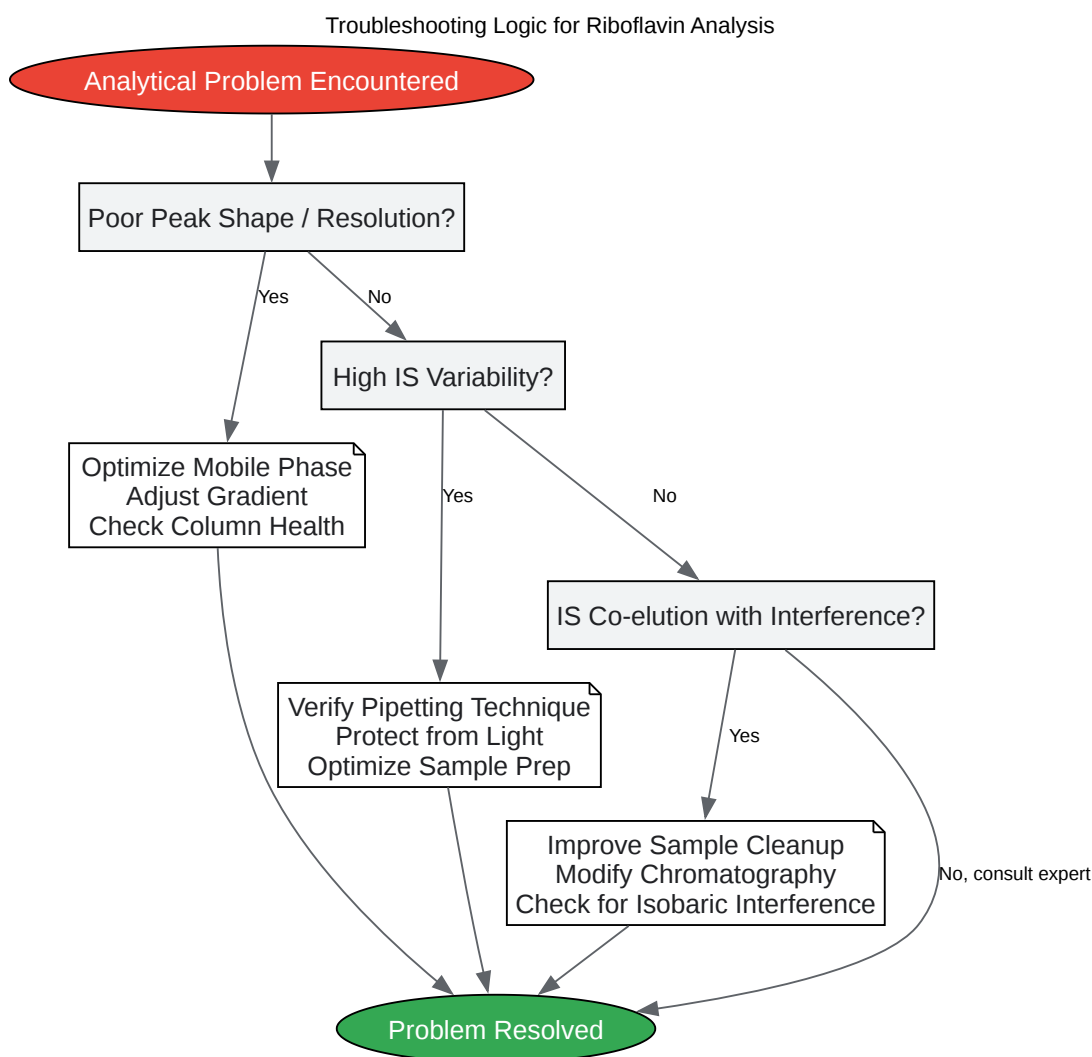 Troubleshooting Logic for Riboflavin Analysis
Analytical Problem Encountered
Poor Peak Shape / Resolution?
Yes
No
High IS Variability?
Optimize Mobile Phase
Adjust Gradient
Check Column Health
Yes
No
IS Co-elution with Interference?
Verify Pipetting Technique
Protect from Light
Optimize Sample Prep
Yes
Improve Sample Cleanup
Modify Chromatography
Check for Isobaric Interference
No, consult expert
Problem Resolved